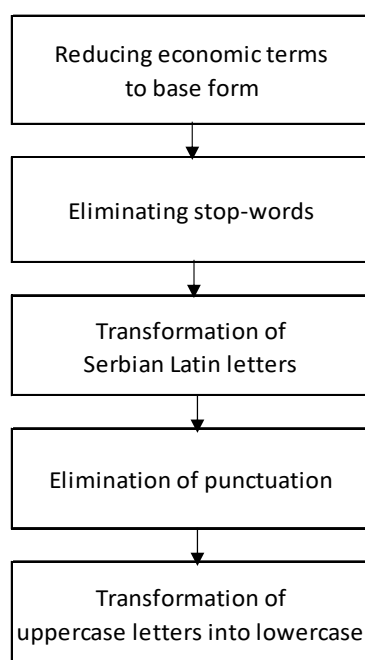 Reducing economic terms
to base form
Eliminating stop-words
Transformation of
Serbian Latin letters
Elimination of punctuation
Transformation of
uppercase letters into lowercase